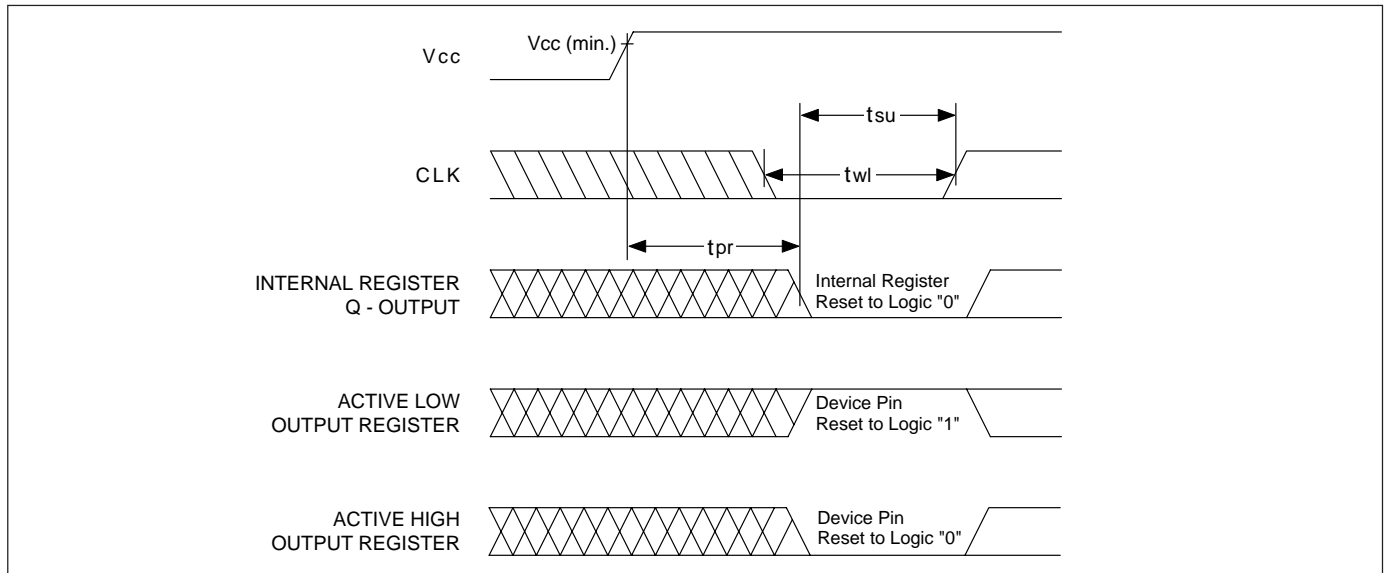 Vcc
Vcc (min.)
tsu
CLK
twl
tpr
INTERNAL REGISTER
Q - OUTPUT
Internal Register
Reset to Logic "0"
ACTIVE LOW
OUTPUT REGISTER
Device Pin
Reset to Logic "1"
ACTIVE HIGH
OUTPUT REGISTER
Device Pin
Reset to Logic "0"